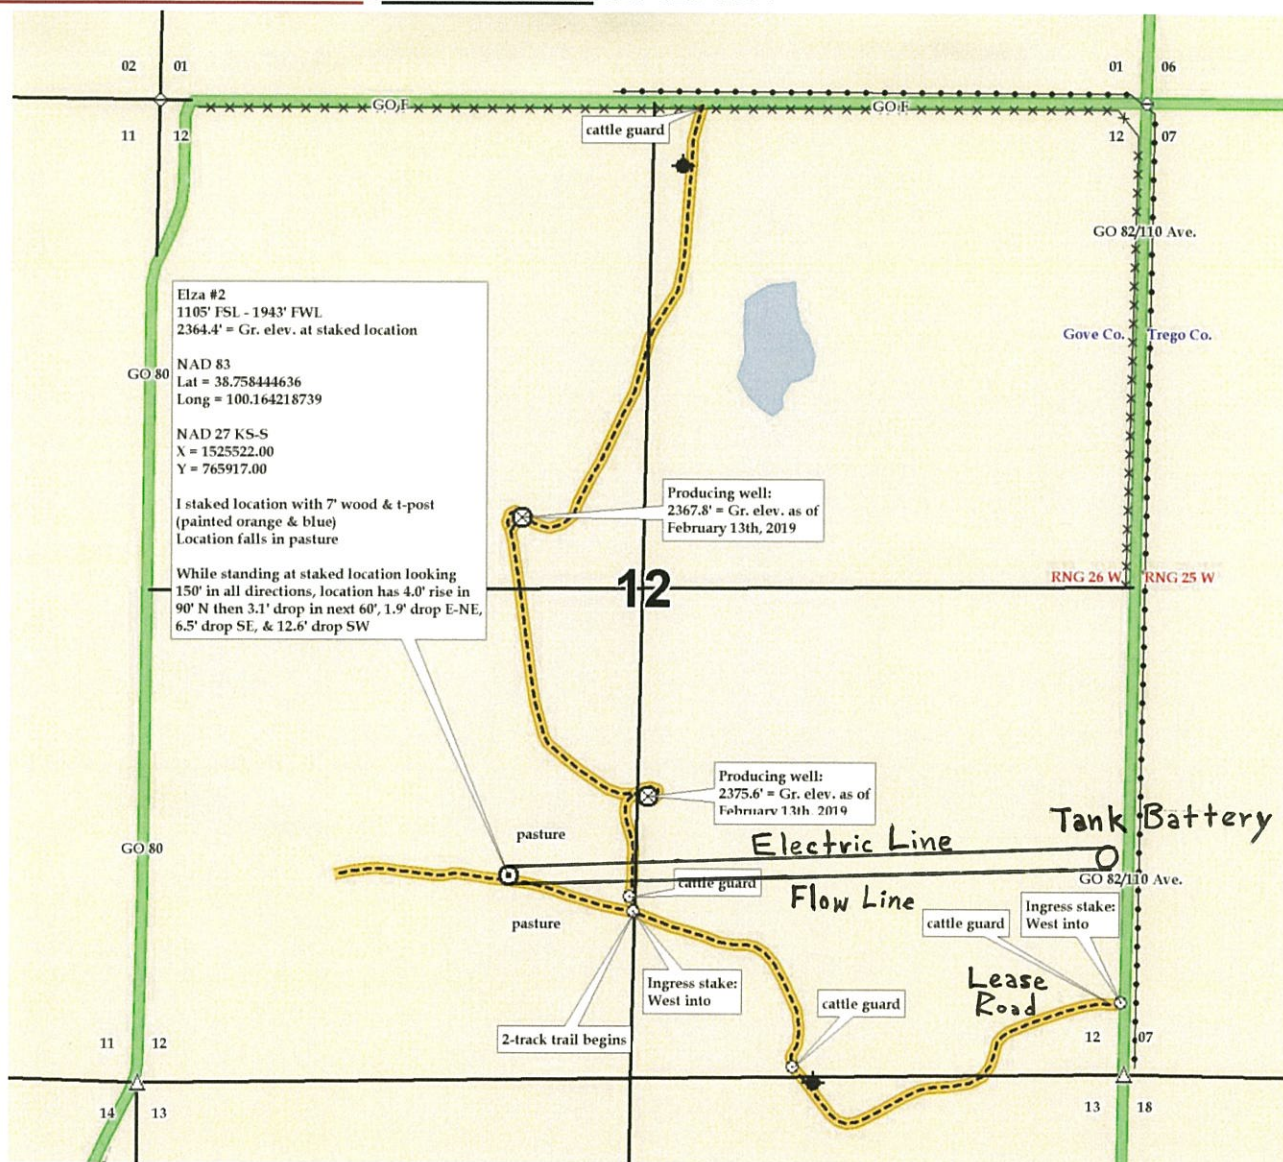 02 01
01 06
GO F
GO F
cattle guard
11 12
12 07
GO 82/110 Ave.
Elza #2
1105' FSL - 1943' FWL
2364.4' = Gr. elev. at staked location
NAD 83
Lat = 38.758444636
Long = 100.164218739
NAD 27 KS-S
X = 1525522.00
Y = 765917.00
I staked location with 7' wood & t-post
(painted orange & blue)
Location falls in pasture
While standing at staked location looking
150' in all directions, location has 4.0' rise in
90' N then 3.1' drop in next 60', 1.9' drop E-NE,
6.5' drop SE, & 12.6' drop SW
GO 80
Gove Co. Trego Co.
Producing well:
2367.8' = Gr. elev. as of
February 13th, 2019
12
RNG 26 W RNG 25 W
Producing well:
2375.6' = Gr. elev. as of
February 13th, 2019
Tank Battery
pasture
Electric Line
GO 80
cattle guard
GO 82/110 Ave.
Flow Line
pasture
cattle guard
Ingress stake:
West into
Ingress stake:
West into
Lease
Road
cattle guard
2-track trail begins
11 12
12 07
14 13
13 18